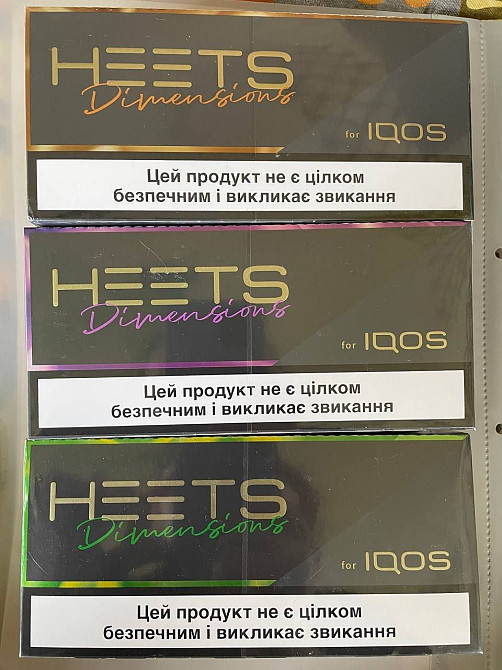 HEETS
Dimensions
for IQOS
Цей продукт не є цілком
безпечним і викликає звикання
HEETS
Dimensions
for IQOS
Цей продукт не є цілком
безпечним і викликає звикання
HEETS
Dimensions
for IQOS
Цей продукт не є цілком
безпечним і викликає звикання